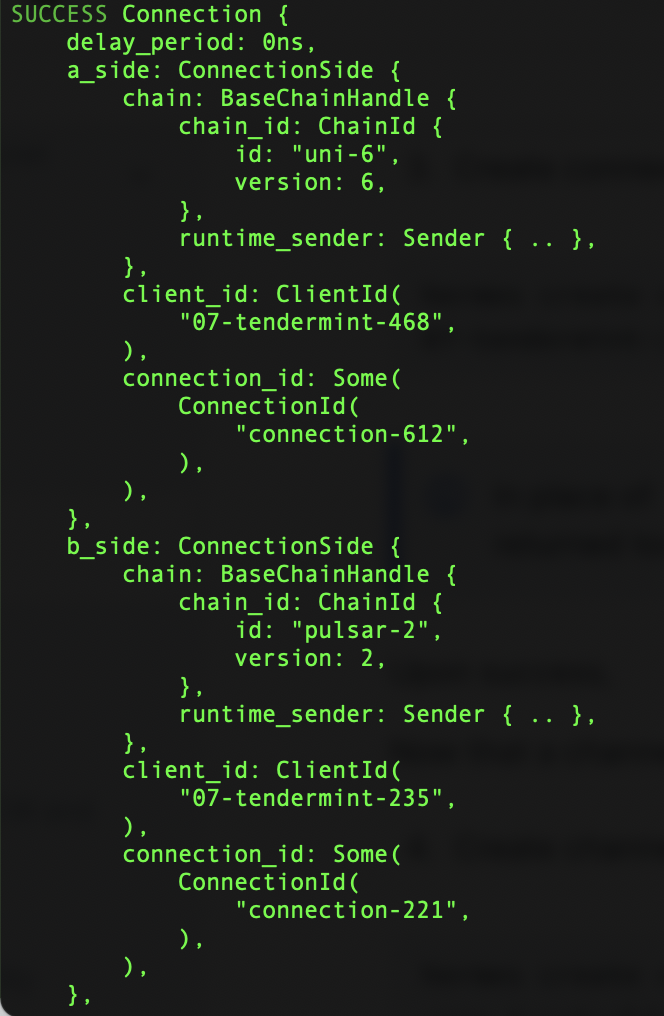 SUCCESS Connection {
    delay_period: 0ns,
    a_side: ConnectionSide {
        chain: BaseChainHandle {
            chain_id: ChainId {
                id: "uni-6",
                version: 6,
            },
            runtime_sender: Sender { .. },
        },
        client_id: ClientId(
            "07-tendermint-468",
        ),
        connection_id: Some(
            ConnectionId(
                "connection-612",
            ),
        ),
    },
    b_side: ConnectionSide {
        chain: BaseChainHandle {
            chain_id: ChainId {
                id: "pulsar-2",
                version: 2,
            },
            runtime_sender: Sender { .. },
        },
        client_id: ClientId(
            "07-tendermint-235",
        ),
        connection_id: Some(
            ConnectionId(
                "connection-221",
            ),
        ),
    },